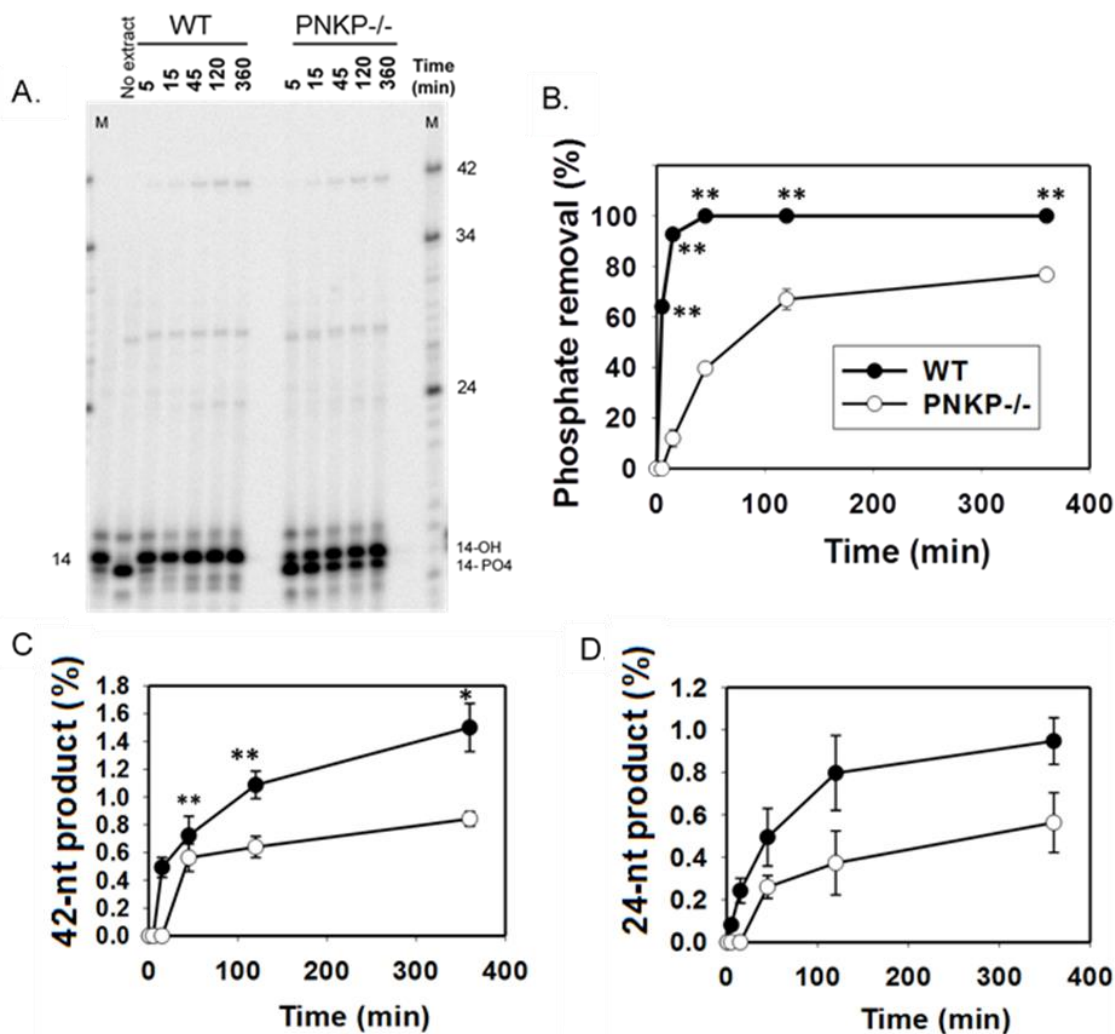 A.
No extract
WT
PNKP-/-
5 15 45 120 360
5 15 45 120 360
Time
(min)
M
M
42
34
24
14
14-OH
14- PO4
B.
Phosphate removal (%)
100
80
60
40
20
0
**
**
**
**
**
WT
PNKP-/-
0 100 200 300 400
Time (min)
C
42-nt product (%)
1.8
1.6
1.4
1.2
1.0
0.8
0.6
0.4
0.2
0.0
**
**
*
0 100 200 300 400
Time (min)
D.
24-nt product (%)
1.2
1.0
0.8
0.6
0.4
0.2
0.0
0 100 200 300 400
Time (min)